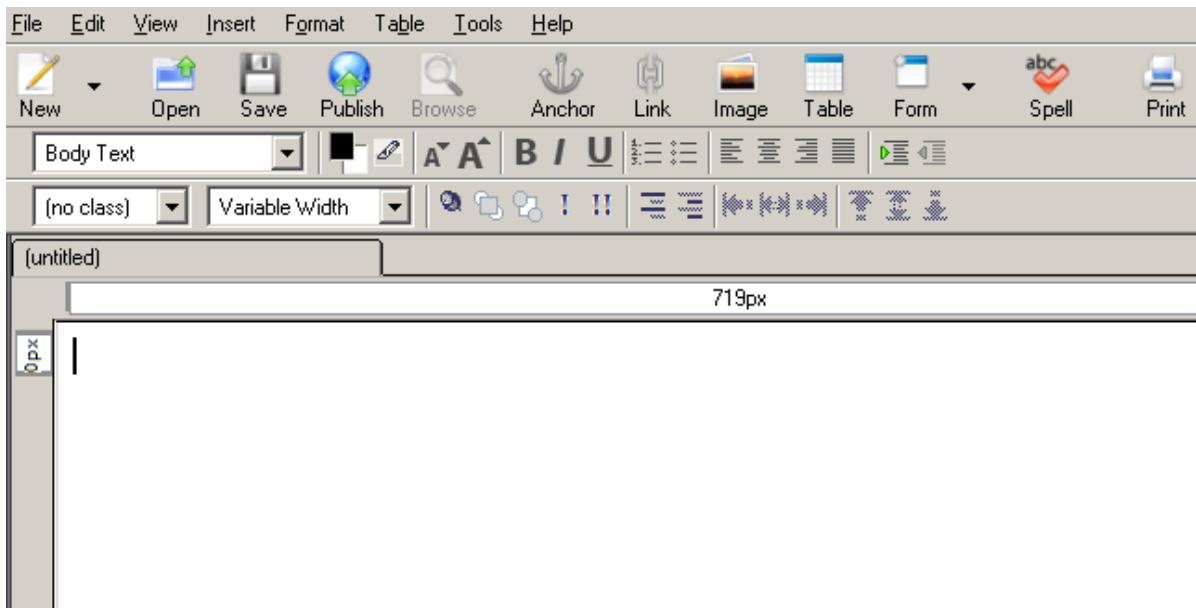 File Edit View Insert Format Table Tools Help
abc
New Open Save Publish Browse Anchor Link Image Table Form Spell Print
Body Text A A B I U
(no class) Variable Width ! !!
(untitled)
719px
0px